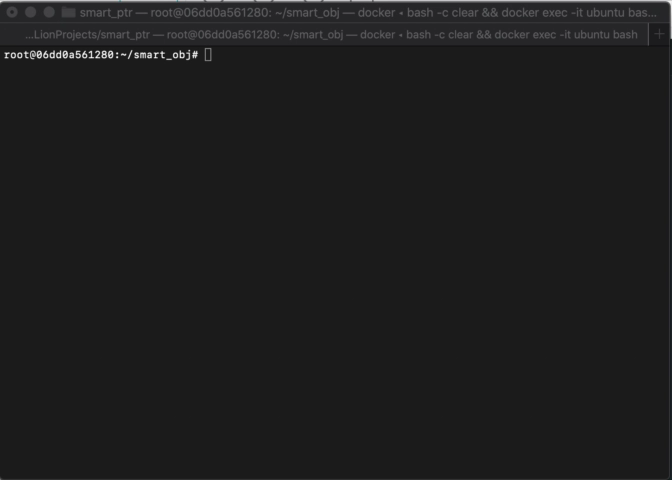 smart_ptr — root@06dd0a561280: ~/smart_obj — docker • bash -c clear && docker exec -it ubuntu bas...
...LionProjects/smart_ptr — root@06dd0a561280: ~/smart_obj — docker • bash -c clear && docker exec -it ubuntu bash
root@06dd0a561280:~/smart_obj#